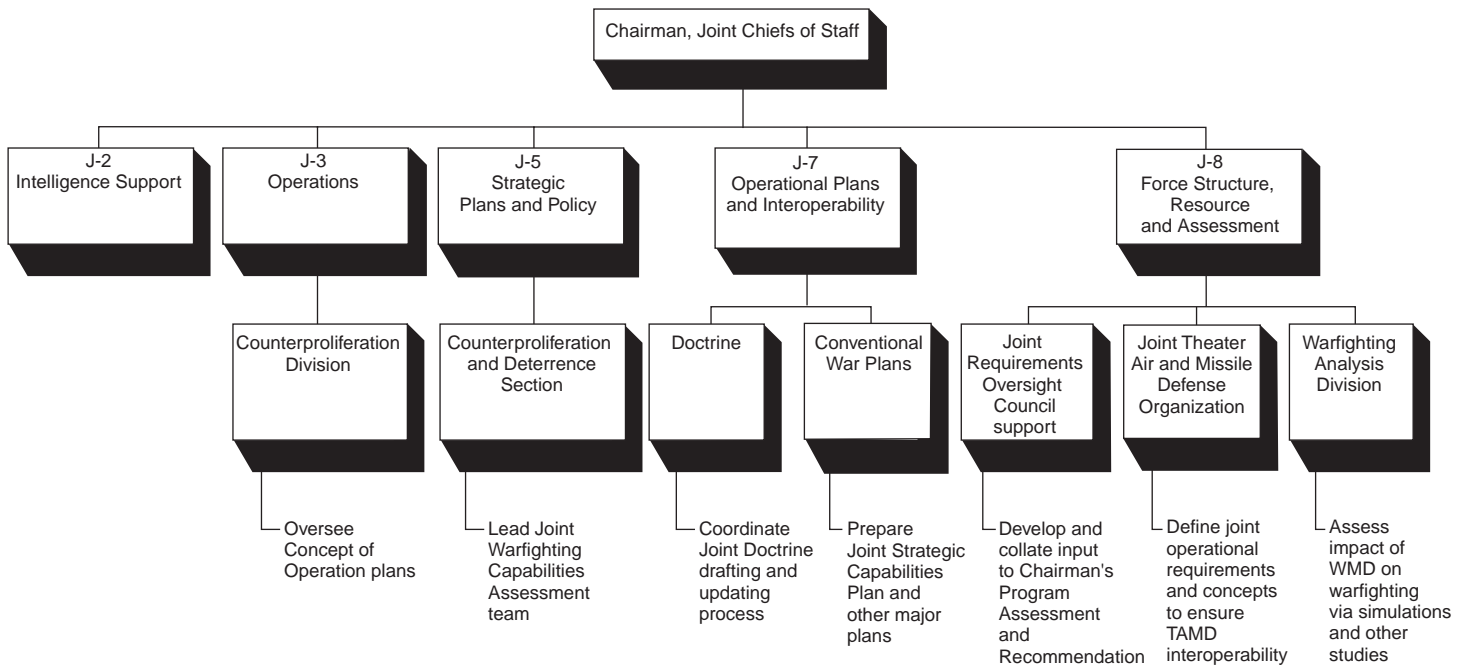 Chairman, Joint Chiefs of Staff
J-2
Intelligence Support
J-3
Operations
J-5
Strategic
Plans and Policy
J-7
Operational Plans
and Interoperability
J-8
Force Structure,
Resource
and Assessment
Counterproliferation
Division
Counterproliferation
and Deterrence
Section
Doctrine
Conventional
War Plans
Joint
Requirements
Oversight
Council
support
Joint Theater
Air and Missile
Defense
Organization
Warfighting
Analysis
Division
Oversee
Concept of
Operation plans
Lead Joint
Warfighting
Capabilities
Assessment
team
Coordinate
Joint Doctrine
drafting and
updating
process
Prepare
Joint Strategic
Capabilities
Plan and
other major
plans
Develop and
collate input
to Chairman's
Program
Assessment
and
Recommendation
Define joint
operational
requirements
and concepts
to ensure
TAMD
interoperability
Assess
impact of
WMD on
warfighting
via simulations
and other
studies